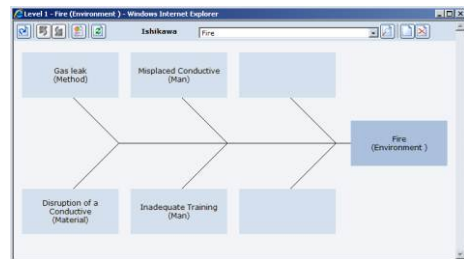 Level 1 - Fire (Environment ) - Windows Internet Explorer
Ishikawa
Fire
Gas leak
(Method)
Misplaced Conductive
(Man)
Fire
(Environment )
Disruption of a
Conductive
(Material)
Inadequate Training
(Man)